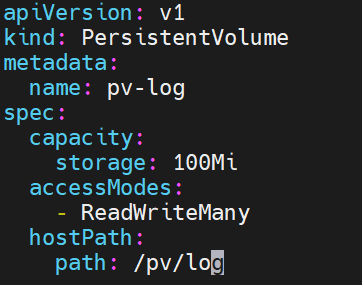 apiVersion: v1
kind: PersistentVolume
metadata:
  name: pv-log
spec:
  capacity:
    storage: 100Mi
  accessModes:
    - ReadWriteMany
  hostPath:
    path: /pv/log